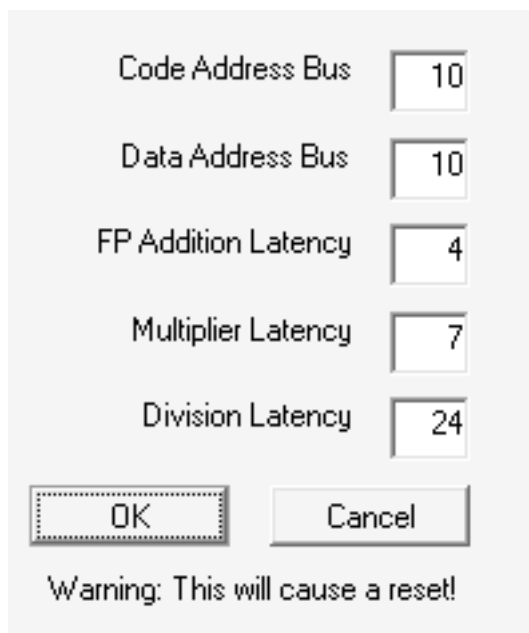 Code Address Bus 10
Data Address Bus 10
FP Addition Latency 4
Multiplier Latency 7
Division Latency 24
OK Cancel
Warning: This will cause a reset!